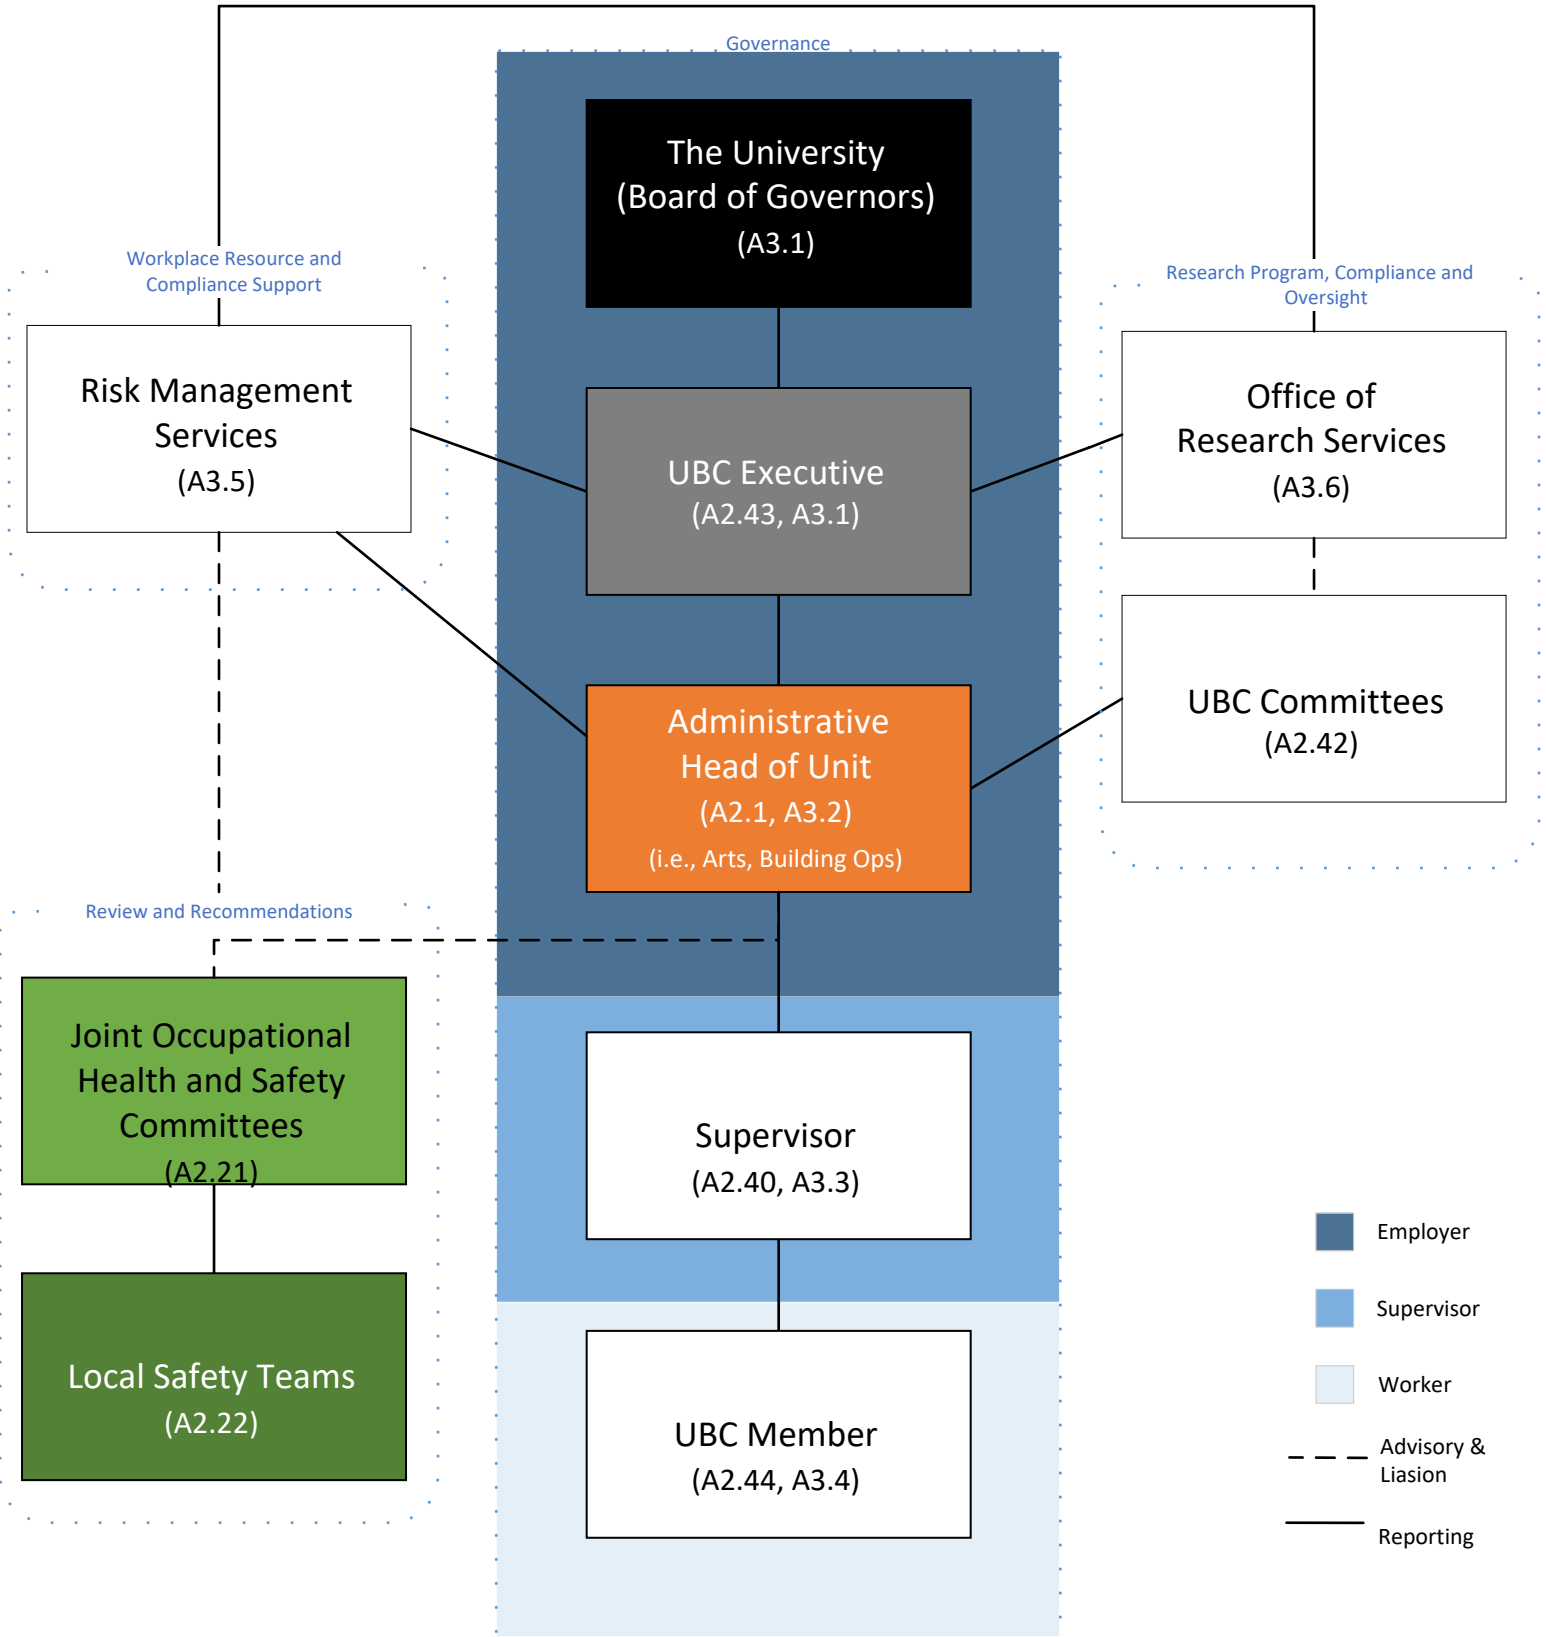 Governance
The University
(Board of Governors)
(A3.1)
Workplace Resource and
Compliance Support
Research Program, Compliance and
Oversight
Risk Management
Services
(A3.5)
UBC Executive
(A2.43, A3.1)
Office of
Research Services
(A3.6)
Administrative
Head of Unit
(A2.1, A3.2)
(i.e., Arts, Building Ops)
UBC Committees
(A2.42)
Review and Recommendations
Joint Occupational
Health and Safety
Committees
(A2.21)
Supervisor
(A2.40, A3.3)
Local Safety Teams
(A2.22)
UBC Member
(A2.44, A3.4)
Employer
Supervisor
Worker
Advisory &
Liasion
Reporting